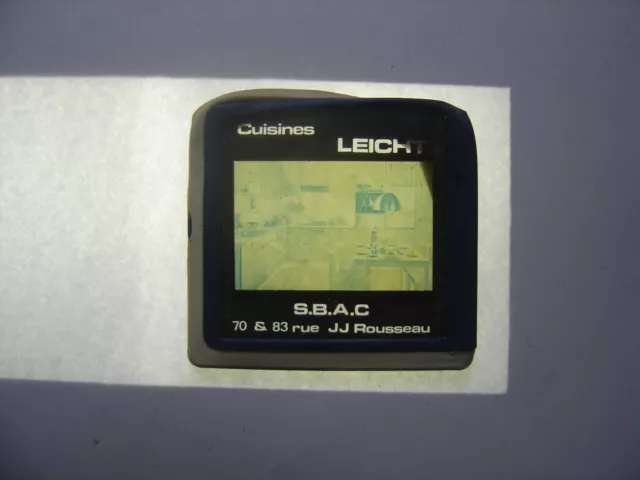 Cuisines
LEICHT
S.B.A.C
70 & 83 rue JJ Rousseau